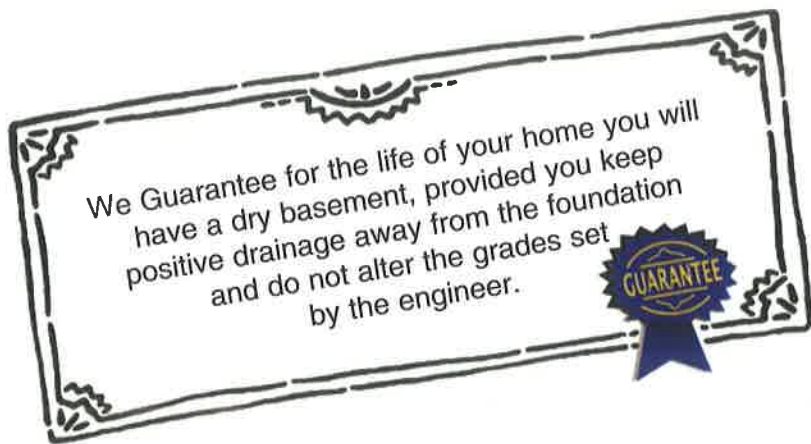 We Guarantee for the life of your home you will
have a dry basement, provided you keep
positive drainage away from the foundation
and do not alter the grades set
by the engineer.
GUARANTEE